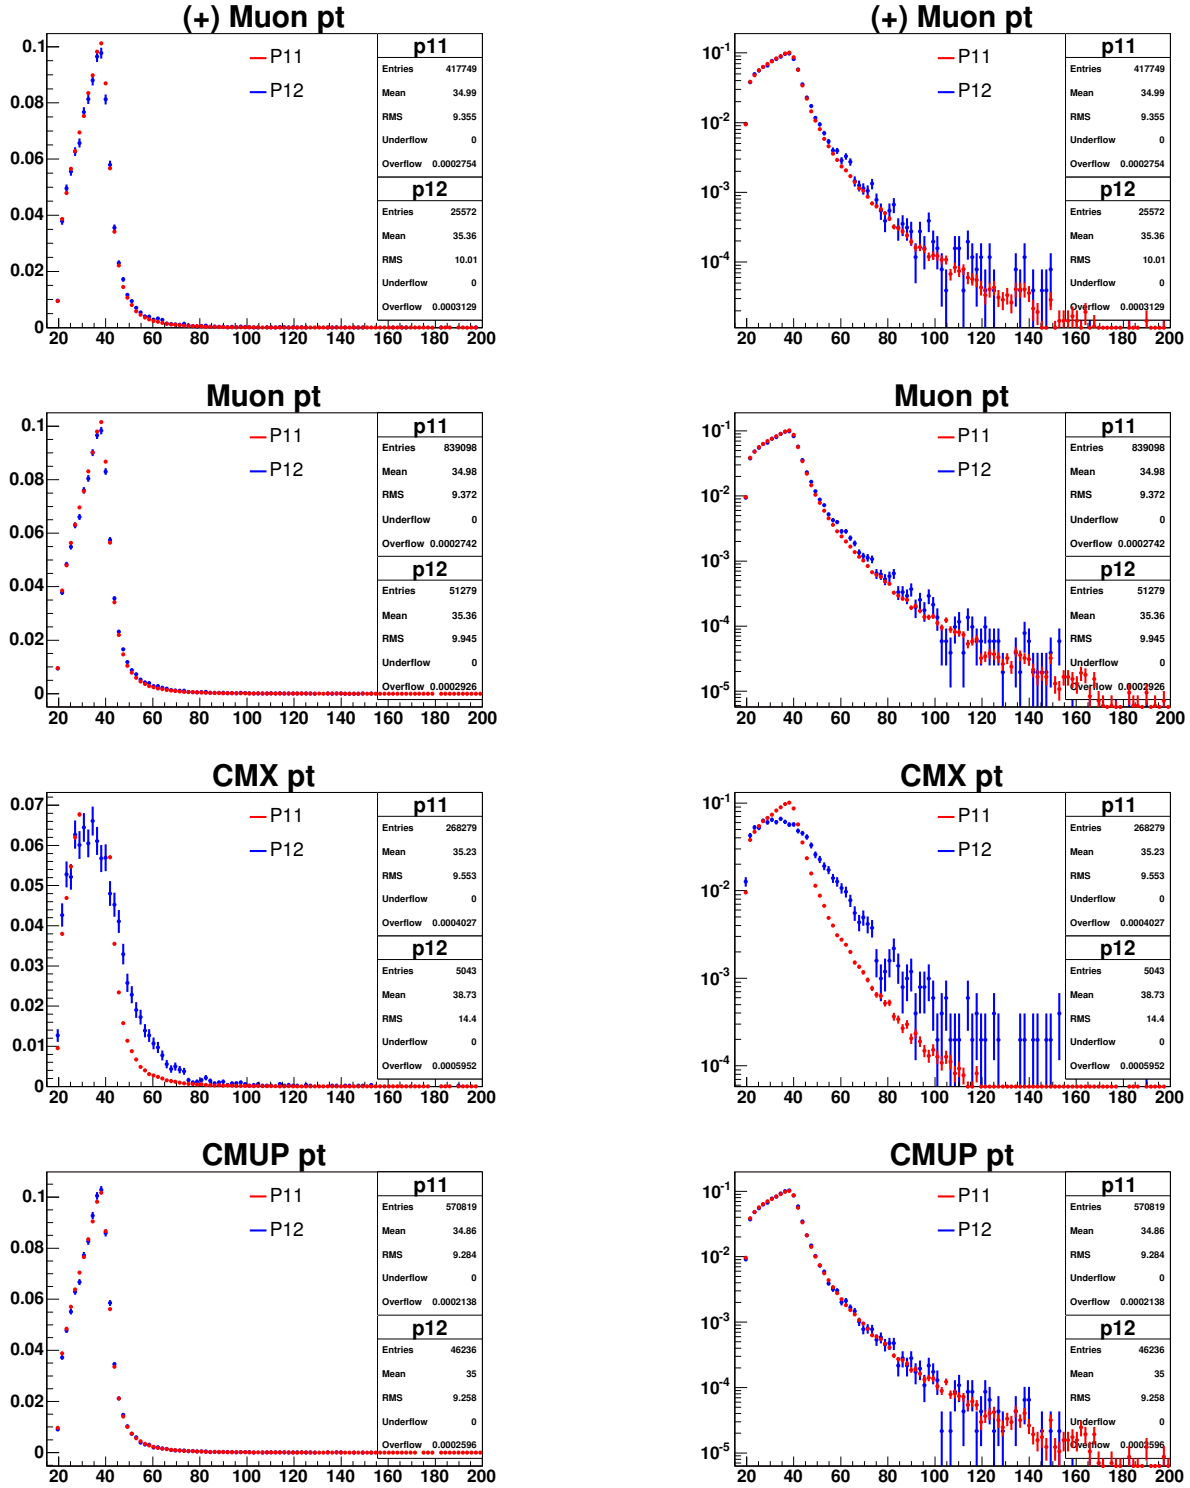 (+) Muon pt
0.1
0.08
0.06
0.04
0.02
0
20 40 60 80 100 120 140 160 180 200
P11
P12
p11
Entries 417749
Mean 34.99
RMS 9.355
Underflow 0
Overflow 0.0002754
p12
Entries 25572
Mean 35.36
RMS 10.01
Underflow 0
Overflow 0.0003129
(+) Muon pt
10-1
10-2
10-3
10-4
20 40 60 80 100 120 140 160 180 200
P11
P12
p11
Entries 417749
Mean 34.99
RMS 9.355
Underflow 0
Overflow 0.0002754
p12
Entries 25572
Mean 35.36
RMS 10.01
Underflow 0
Overflow 0.0003129
Muon pt
0.1
0.08
0.06
0.04
0.02
0
20 40 60 80 100 120 140 160 180 200
P11
P12
p11
Entries 839098
Mean 34.98
RMS 9.372
Underflow 0
Overflow 0.0002742
p12
Entries 51279
Mean 35.36
RMS 9.945
Underflow 0
Overflow 0.0002926
Muon pt
10-1
10-2
10-3
10-4
10-5
20 40 60 80 100 120 140 160 180 200
P11
P12
p11
Entries 839098
Mean 34.98
RMS 9.372
Underflow 0
Overflow 0.0002742
p12
Entries 51279
Mean 35.36
RMS 9.945
Underflow 0
Overflow 0.0002926
CMX pt
0.07
0.06
0.05
0.04
0.03
0.02
0.01
0
20 40 60 80 100 120 140 160 180 200
P11
P12
p11
Entries 268279
Mean 35.23
RMS 9.553
Underflow 0
Overflow 0.0004027
p12
Entries 5043
Mean 38.73
RMS 14.4
Underflow 0
Overflow 0.0005952
CMX pt
10-1
10-2
10-3
10-4
20 40 60 80 100 120 140 160 180 200
P11
P12
p11
Entries 268279
Mean 35.23
RMS 9.553
Underflow 0
Overflow 0.0004027
p12
Entries 5043
Mean 38.73
RMS 14.4
Underflow 0
Overflow 0.0005952
CMUP pt
0.1
0.08
0.06
0.04
0.02
0
20 40 60 80 100 120 140 160 180 200
P11
P12
p11
Entries 570819
Mean 34.86
RMS 9.284
Underflow 0
Overflow 0.0002138
p12
Entries 46236
Mean 35
RMS 9.258
Underflow 0
Overflow 0.0002596
CMUP pt
10-1
10-2
10-3
10-4
10-5
20 40 60 80 100 120 140 160 180 200
P11
P12
p11
Entries 570819
Mean 34.86
RMS 9.284
Underflow 0
Overflow 0.0002138
p12
Entries 46236
Mean 35
RMS 9.258
Underflow 0
Overflow 0.0002596